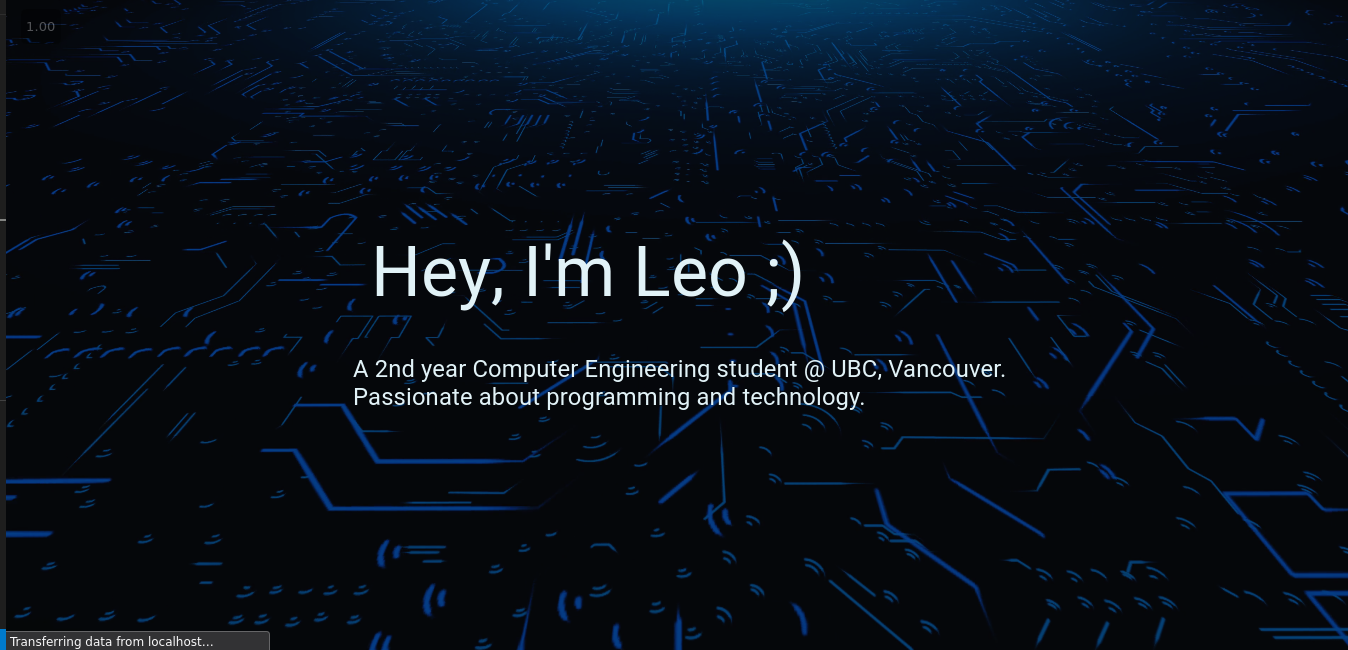 1.00
Hey, I'm Leo ;)
A 2nd year Computer Engineering student @ UBC, Vancouver.
Passionate about programming and technology.
Transferring data from localhost...